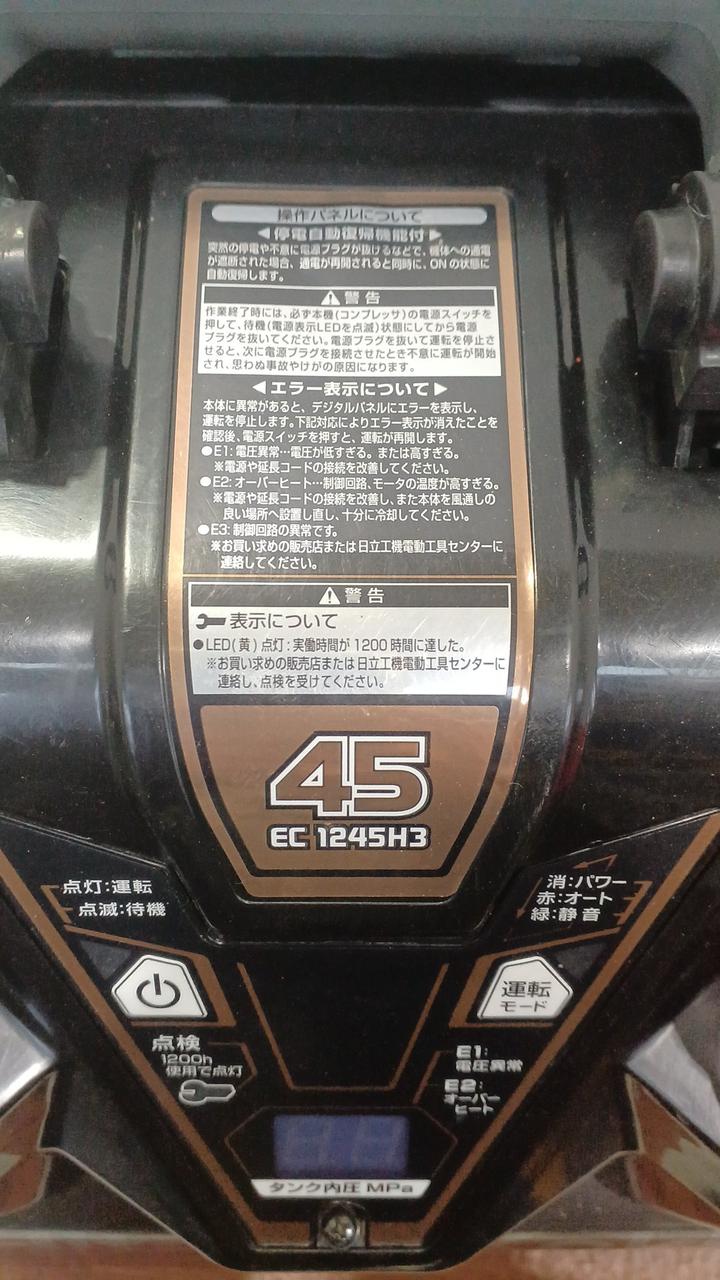 操作パネルについて
◀停電自動復帰機能付▶
突然の停電や不意に電源プラグが抜けるなどで、機体への通電
が遮断された場合、通電が再開されると同時に、ONの状態に
自動復帰します。
⚠警告
作業終了時には、必ず本機(コンプレッサ)の電源スイッチを
押して、待機(電源表示LEDを点滅)状態にしてから電源
プラグを抜いてください。電源プラグを抜いて運転を停止さ
せると、次に電源プラグを接続させたとき不意に運転が開始
され、思わぬ事故やけがの原因になります。
◀エラー表示について▶
本体に異常があると、デジタルパネルにエラーを表示し、
運転を停止します。下記対応によりエラー表示が消えたことを
確認後、電源スイッチを押すと、運転が再開します。
●E1:電圧異常…電圧が低すぎる。または高すぎる。
※電源や延長コードの接続を改善してください。
●E2:オーバーヒート…制御回路、モータの温度が高すぎる。
※電源や延長コードの接続を改善し、また本体を風通しの
良い場所へ設置し直し、十分に冷却してください。
●E3:制御回路の異常です。
※お買い求めの販売店または日立工機電動工具センターに
連絡してください。
⚠警告
表示について
●LED(黄)点灯:実働時間が1200時間に達した。
※お買い求めの販売店または日立工機電動工具センターに
連絡し、点検を受けてください。
45
EC 1245H3
点灯:運転
点滅:待機
消:パワー
赤:オート
緑:静音
運転
モード
点検
1200h
使用で点灯
E1:
電圧異常
E2:
オーバー
ヒート
タンク内圧 MPa